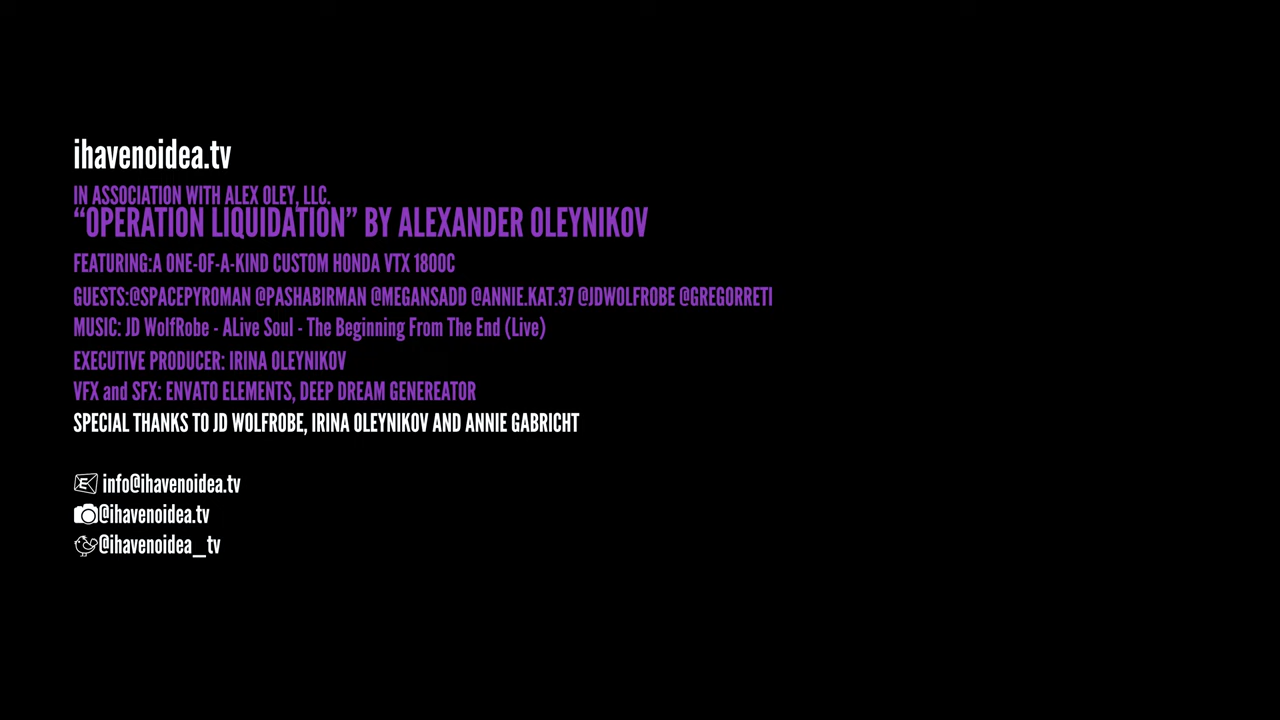 ihavenoidea.tv
IN ASSOCIATION WITH ALEX OLEY, LLC.
“OPERATION LIQUIDATION” BY ALEXANDER OLEYNIKOV
FEATURING:A ONE-OF-A-KIND CUSTOM HONDA VTX 1800C
GUESTS:@SPACEPYROMAN @PASHABIRMAN @MEGANSADD @ANNIE.KAT.37 @JDWOLFROBE @GREGORRETI
MUSIC: JD WolfRobe - ALive Soul - The Beginning From The End (Live)
EXECUTIVE PRODUCER: IRINA OLEYNIKOV
VFX and SFX: ENVATO ELEMENTS, DEEP DREAM GENEREATOR
SPECIAL THANKS TO JD WOLFROBE, IRINA OLEYNIKOV AND ANNIE GABRICHT
info@ihavenoidea.tv
@ihavenoidea.tv
@ihavenoidea_tv